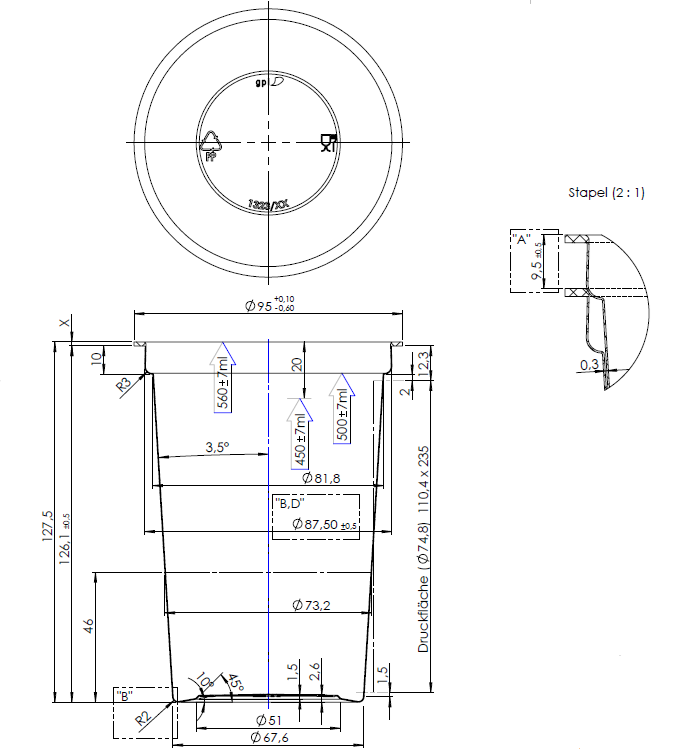 gp
PP
1323/XX
Stapel (2 : 1)
"A"
9,5 ±0,5
0,3
Ø95 +0,10 -0,60
X
10
R3
560±7ml
20
450±7ml
500±7ml
12,3
2
3,5°
Ø81,8
"B,D"
Ø87,50 ±0,5
127,5
126,1 ±0,5
46
Ø73,2
Druckfläche (Ø74,8) 110,4 x 235
10°
45°
1,5
2,6
1,5
"B"
R2
Ø51
Ø67,6